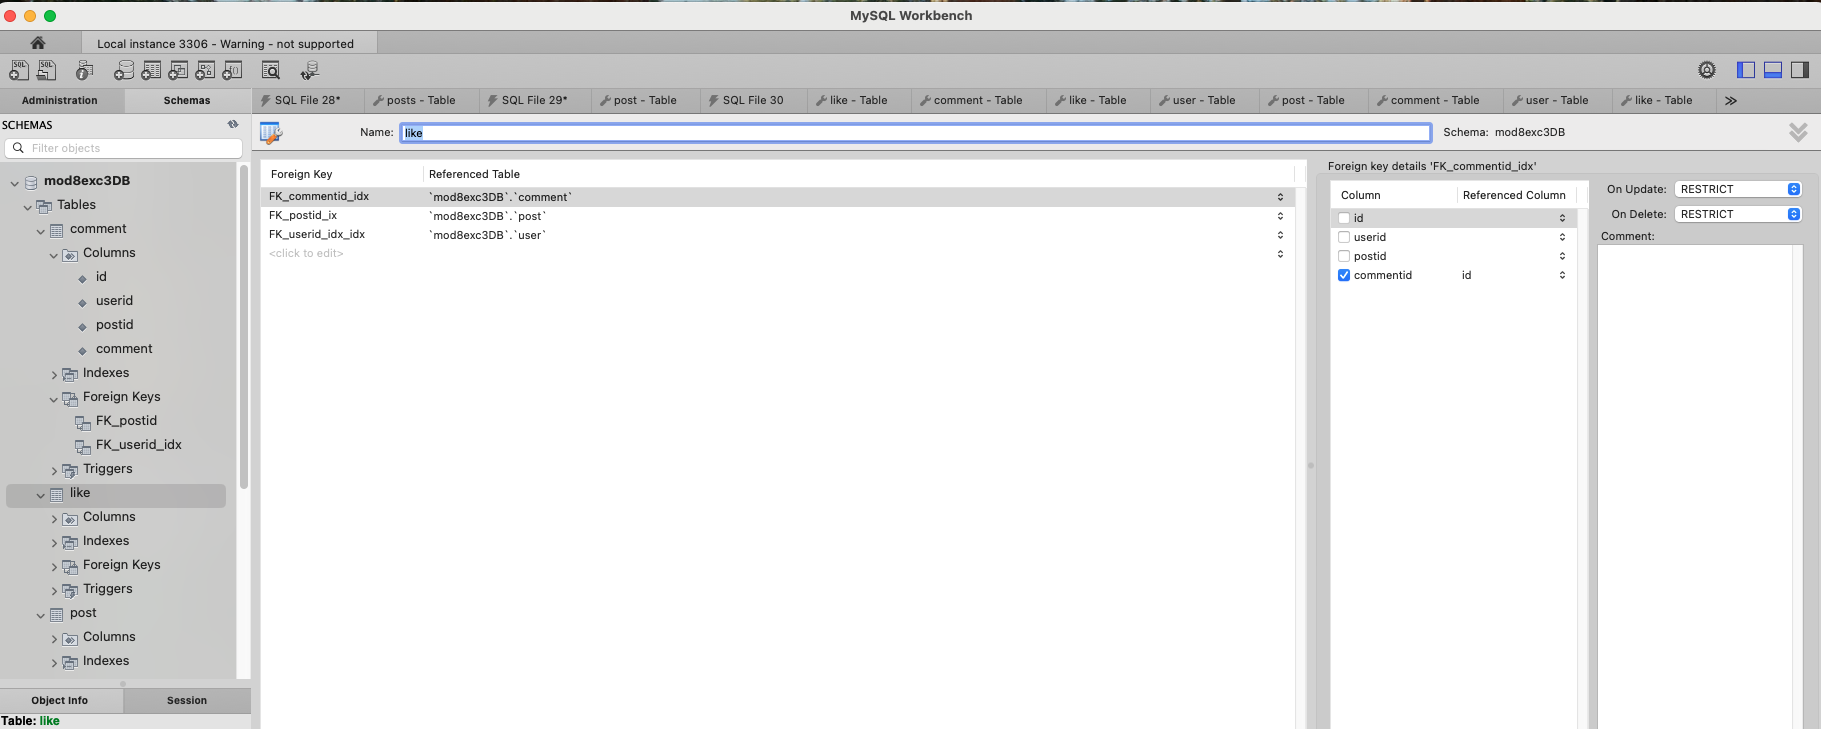 MySQL Workbench
Local instance 3306 - Warning - not supported
Administration
Schemas
SQL File 28*
posts - Table
SQL File 29*
post - Table
SQL File 30
like - Table
comment - Table
like - Table
user - Table
post - Table
comment - Table
user - Table
like - Table
SCHEMAS
Filter objects
mod8exc3DB
Tables
comment
Columns
id
userid
postid
comment
Indexes
Foreign Keys
FK_postid
FK_userid_idx
Triggers
like
Columns
Indexes
Foreign Keys
Triggers
post
Columns
Indexes
Object Info
Session
Table: like
Name: like
Schema: mod8exc3DB
Foreign Key Referenced Table
FK_commentid_idx `mod8exc3DB`.`comment`
FK_postid_ix `mod8exc3DB`.`post`
FK_userid_idx_idx `mod8exc3DB`.`user`
<click to edit>
Foreign key details 'FK_commentid_idx'
Column Referenced Column
id
userid
postid
commentid id
On Update: RESTRICT
On Delete: RESTRICT
Comment: